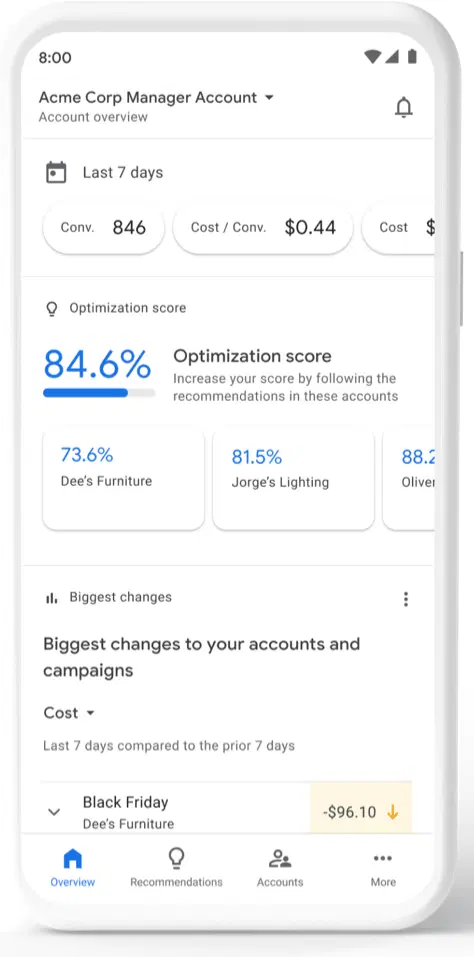 8:00
Acme Corp Manager Account
Account overview
Last 7 days
Conv. 846
Cost / Conv. $0.44
Cost $
Optimization score
84.6%
Optimization score
Increase your score by following the
recommendations in these accounts
73.6%
Dee's Furniture
81.5%
Jorge's Lighting
88.2
Oliver
Biggest changes
Biggest changes to your accounts and
campaigns
Cost
Last 7 days compared to the prior 7 days
Black Friday
Dee's Furniture
-$96.10
Overview
Recommendations
Accounts
More